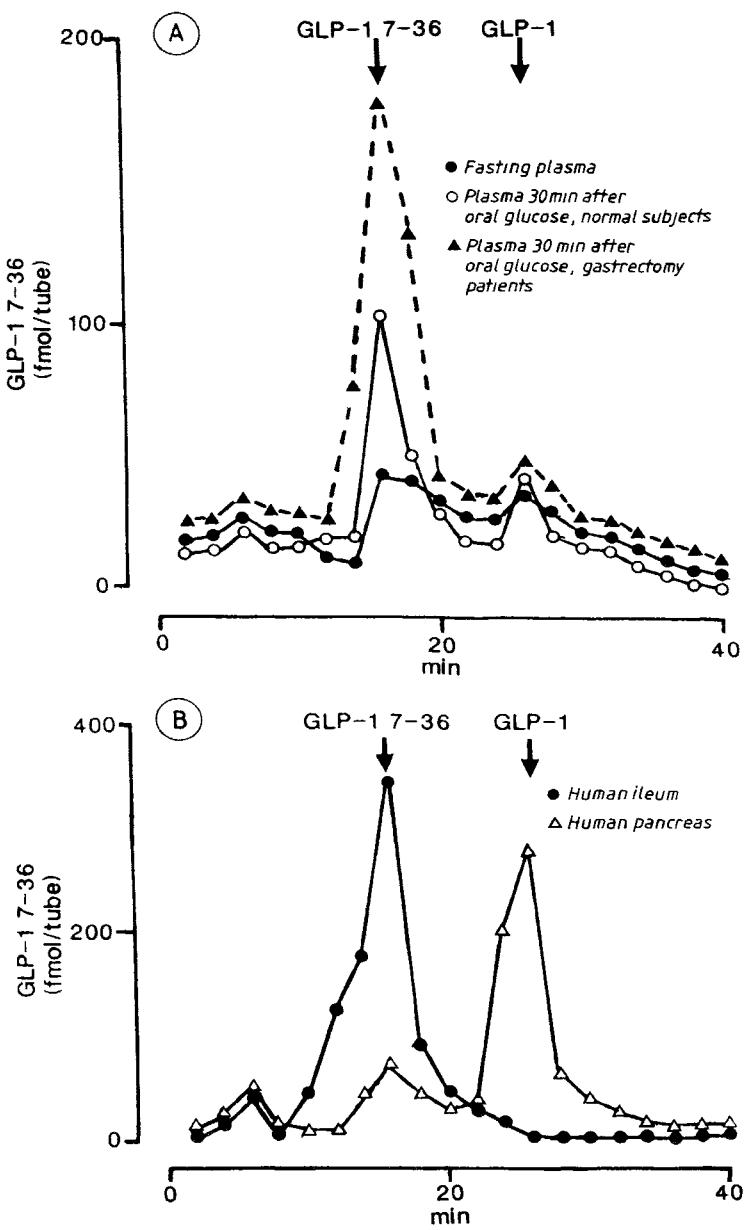 A
GLP-1 7-36 GLP-1
200
Fasting plasma
Plasma 30min after
oral glucose, normal subjects
Plasma 30 min after
oral glucose, gastrectomy
patients
GLP-1 7-36
(fmol/tube)
100
0
0 20 40
min
B
GLP-1 7-36 GLP-1
400
Human ileum
Human pancreas
GLP-1 7-36
(fmol/tube)
200
0
0 20 40
min